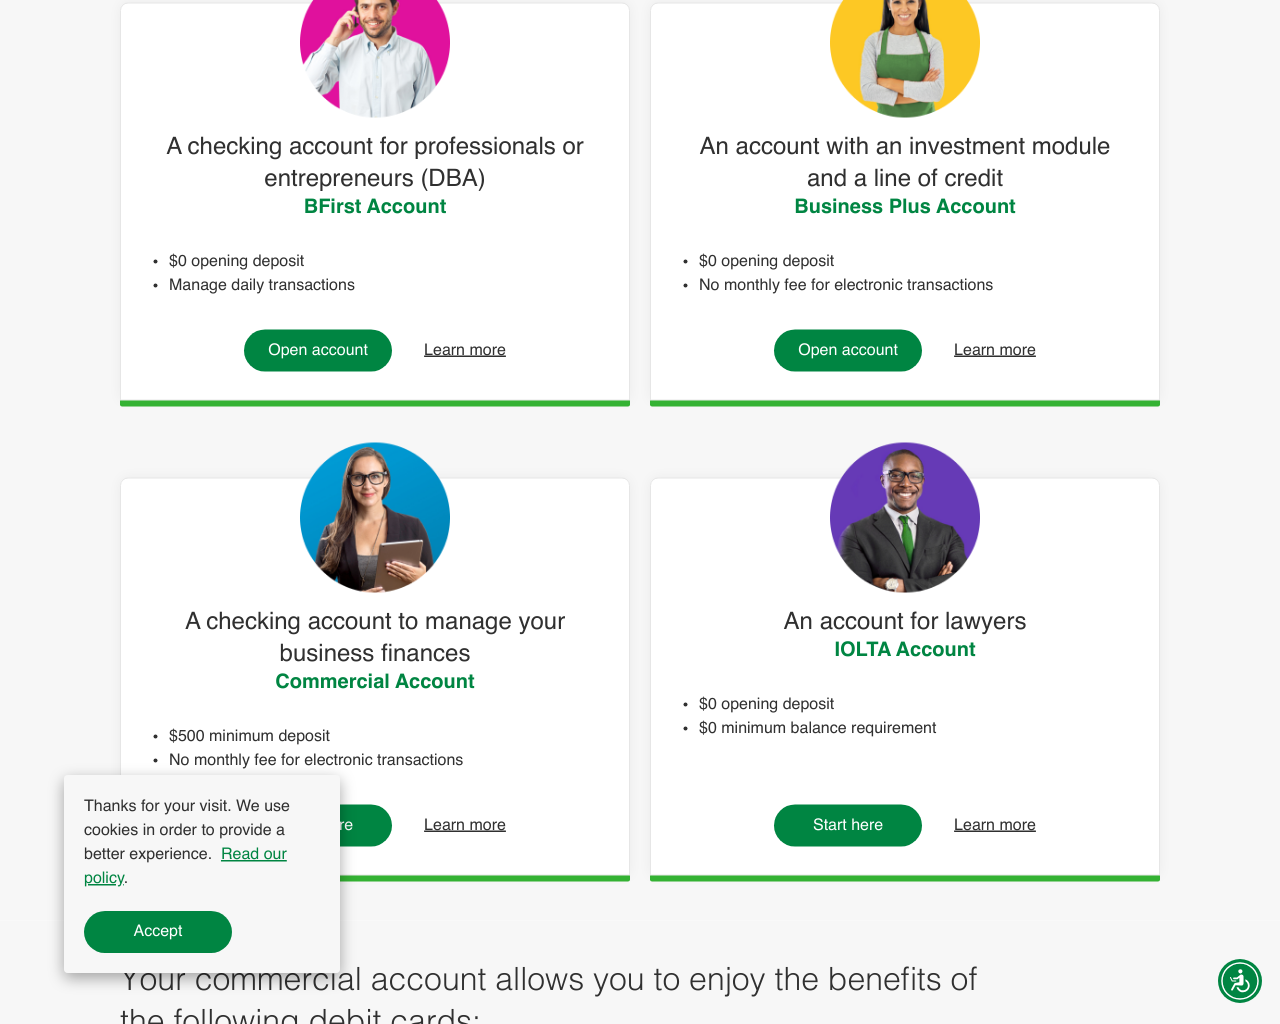 A checking account for professionals or
entrepreneurs (DBA)
BFirst Account
• $0 opening deposit
• Manage daily transactions
Open account
Learn more
An account with an investment module
and a line of credit
Business Plus Account
• $0 opening deposit
• No monthly fee for electronic transactions
Open account
Learn more
A checking account to manage your
business finances
Commercial Account
• $500 minimum deposit
• No monthly fee for electronic transactions
Learn more
An account for lawyers
IOLTA Account
• $0 opening deposit
• $0 minimum balance requirement
Start here
Learn more
Thanks for your visit. We use
cookies in order to provide a
better experience. Read our
policy.
Accept
Your commercial account allows you to enjoy the benefits of
the following debit cards: